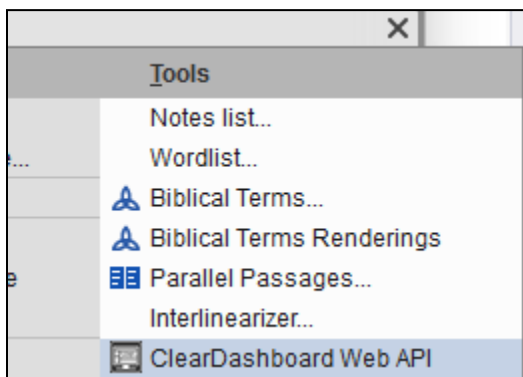 Tools
Notes list...
Wordlist...
Biblical Terms...
Biblical Terms Renderings
Parallel Passages...
Interlinearizer...
ClearDashboard Web API